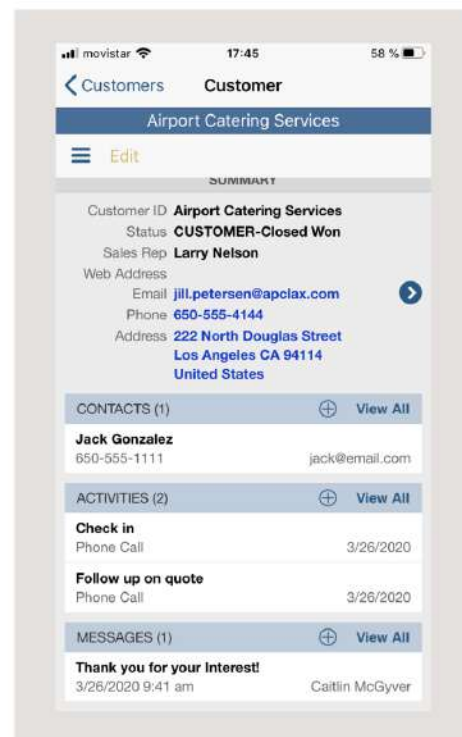 movistar 17:45 58 %
Customers Customer
Airport Catering Services
Edit
SUMMARY
Customer ID Airport Catering Services
Status CUSTOMER-Closed Won
Sales Rep Larry Nelson
Web Address
Email jill.petersen@apclax.com
Phone 650-555-4144
Address 222 North Douglas Street
Los Angeles CA 94114
United States
CONTACTS (1) View All
Jack Gonzalez
650-555-1111 jack@email.com
ACTIVITIES (2) View All
Check in
Phone Call 3/26/2020
Follow up on quote
Phone Call 3/26/2020
MESSAGES (1) View All
Thank you for your Interest!
3/26/2020 9:41 am Caitlin McGyver